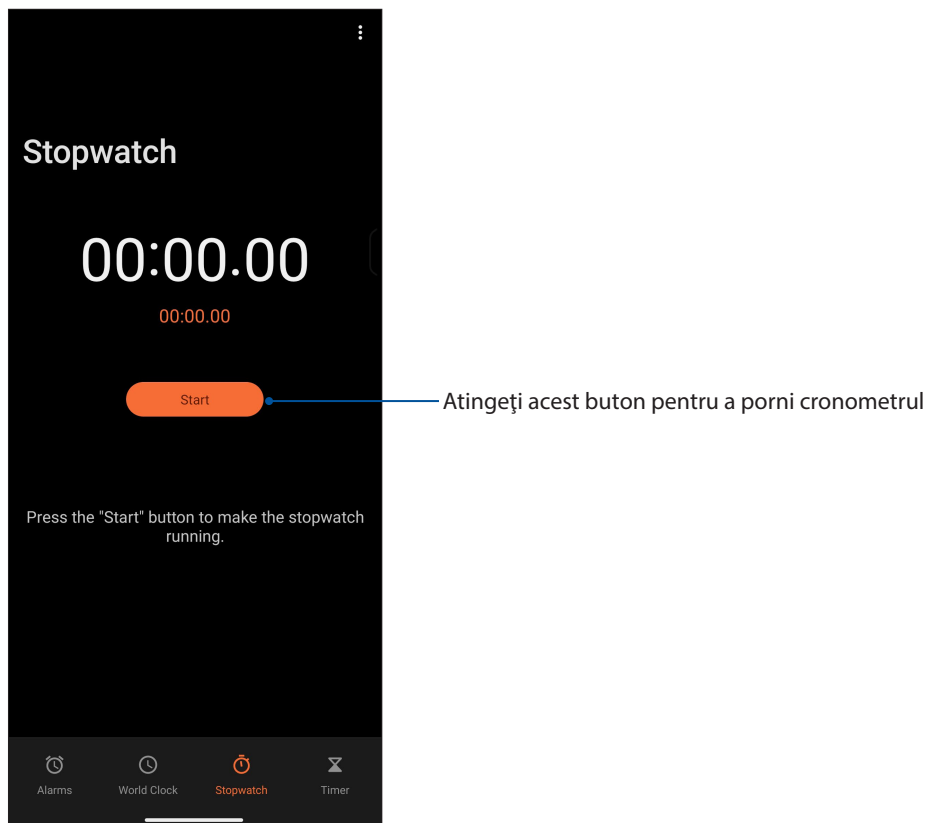 Stopwatch
00:00.00
00:00.00
Start
Atingeţi acest buton pentru a porni cronometrul
Press the "Start" button to make the stopwatch
running.
Alarms World Clock Stopwatch Timer